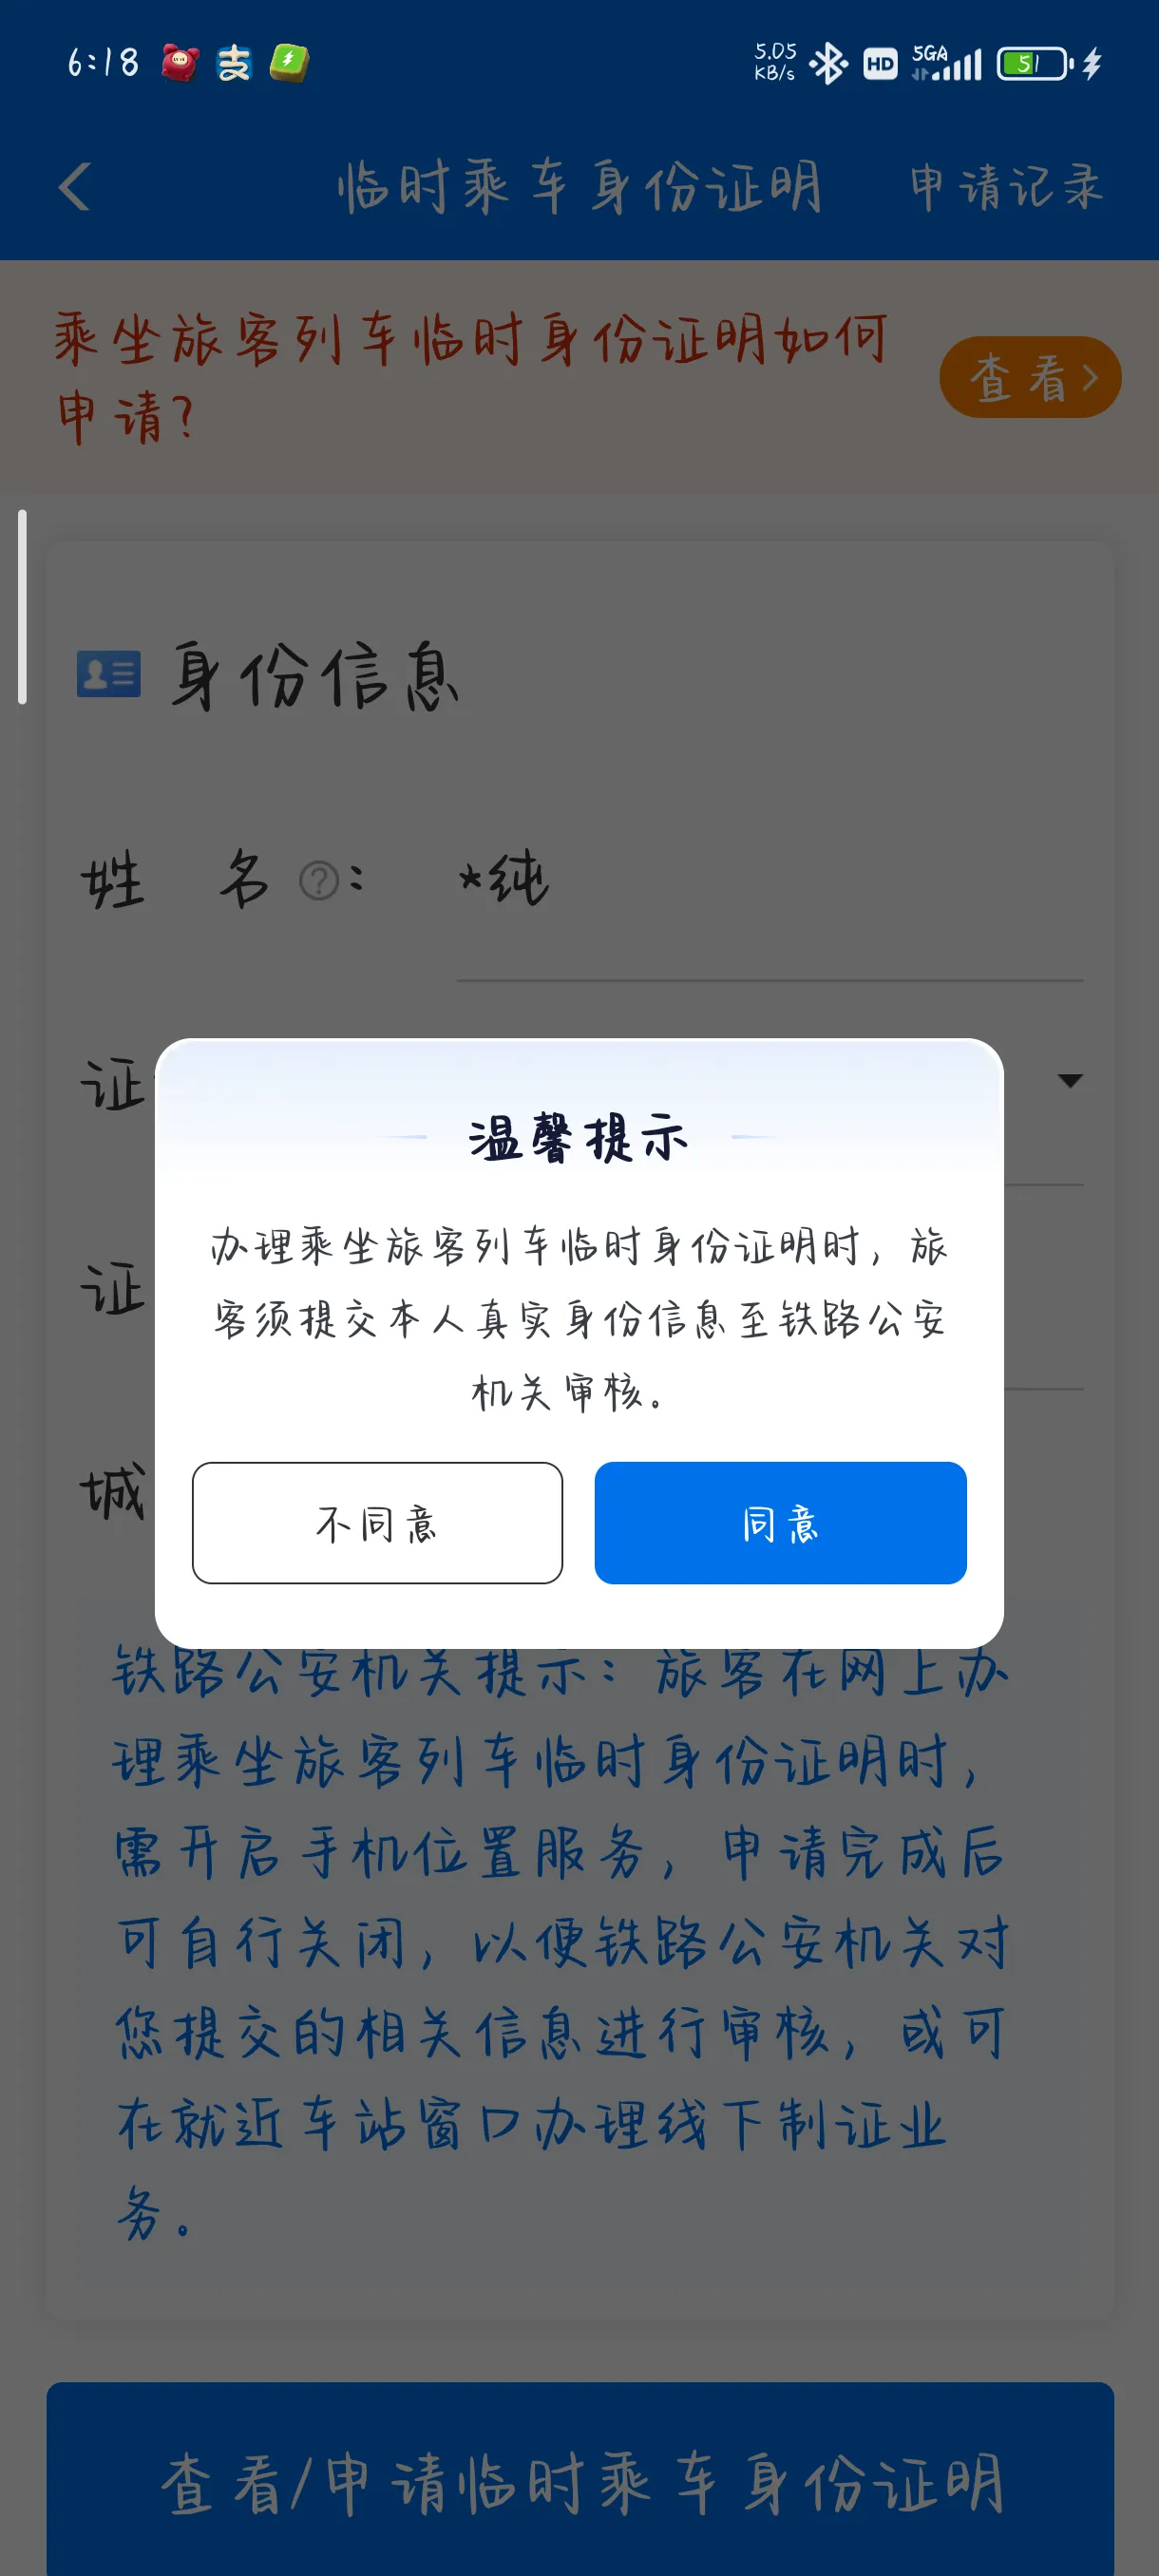 6:18
支
5.05
KB/s
HD
5GA
51
临时乘车身份证明
申请记录
乘坐旅客列车临时身份证明如何
申请?
查看
身份信息
姓 名 ?:
*纯
证
温馨提示
办理乘坐旅客列车临时身份证明时，旅
客须提交本人真实身份信息至铁路公安
机关审核。
证
不同意
同意
城
铁路公安机关提示：旅客在网上办
理乘坐旅客列车临时身份证明时，
需开启手机位置服务，申请完成后
可自行关闭，以便铁路公安机关对
您提交的相关信息进行审核，或可
在就近车站窗口办理线下制证业
务。
查看/申请临时乘车身份证明